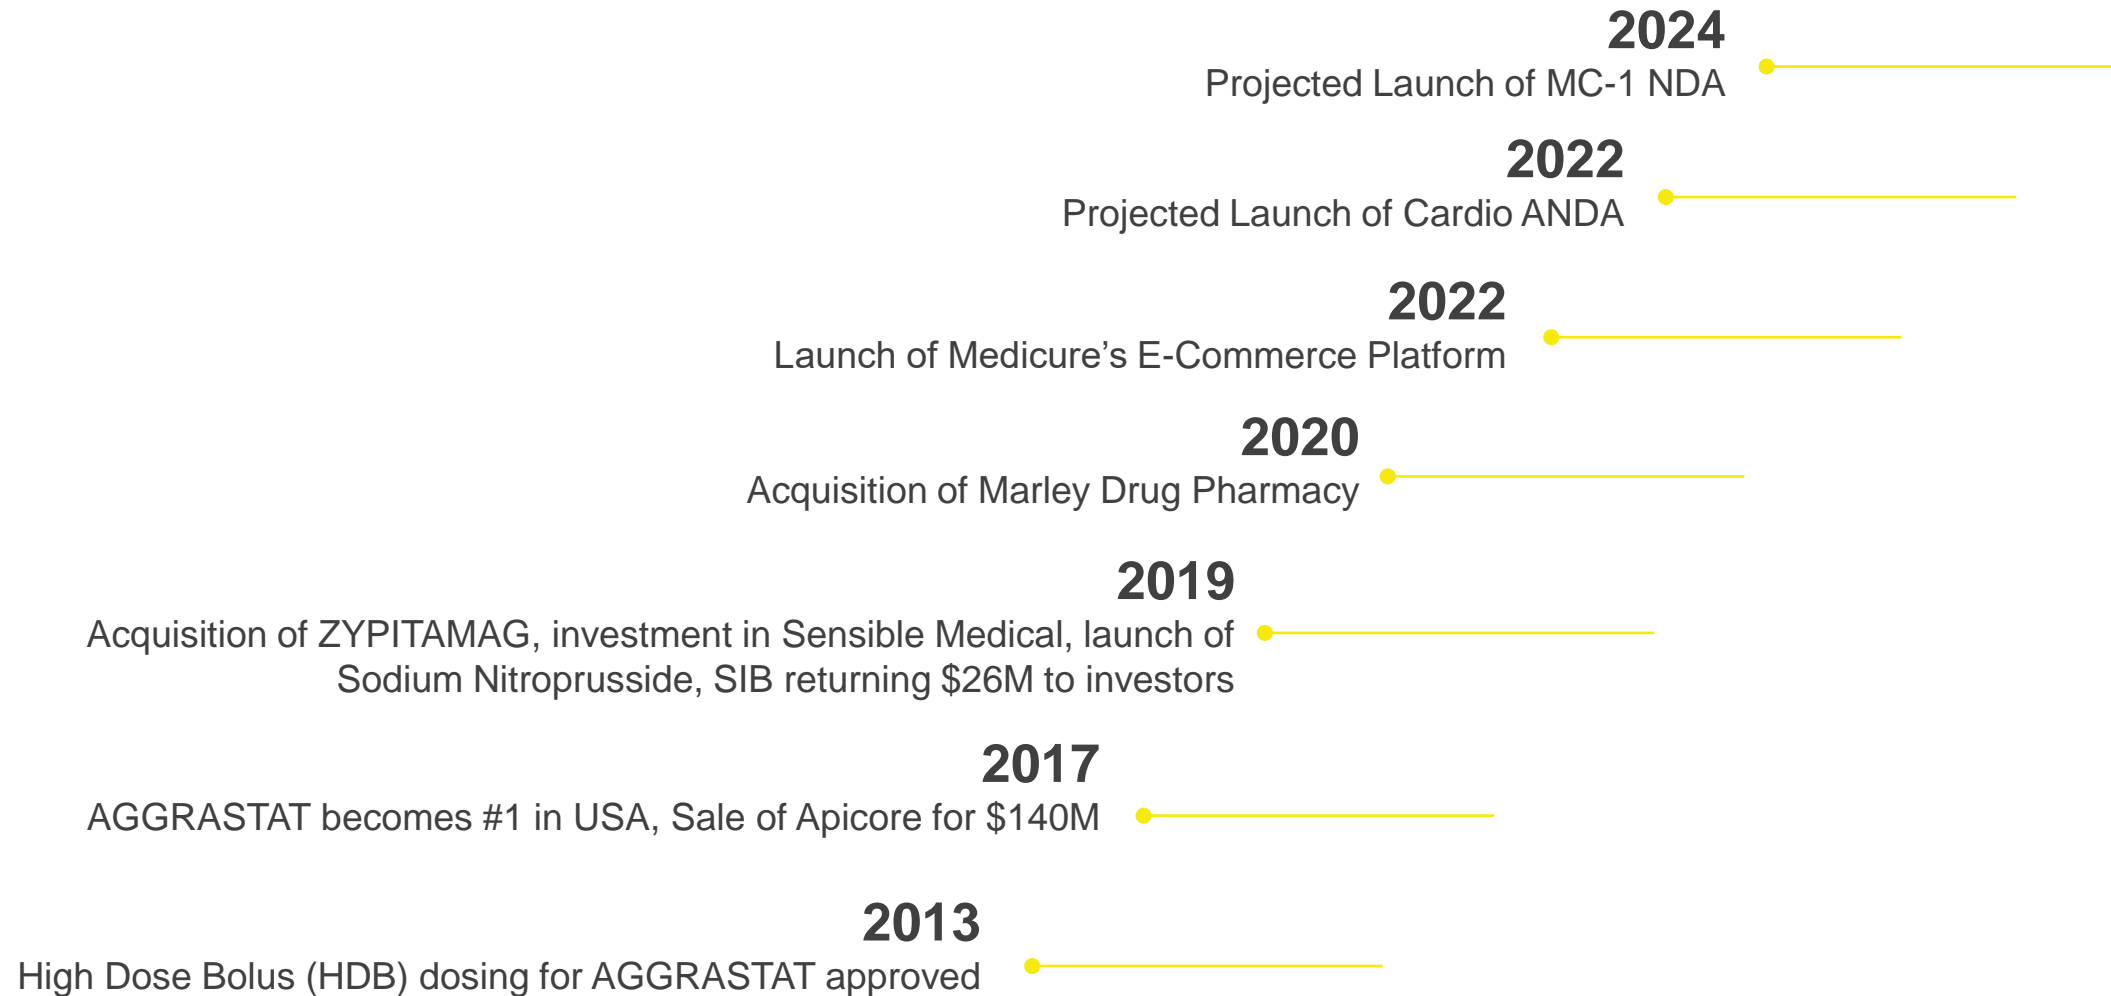 2024
Projected Launch of MC-1 NDA
2022
Projected Launch of Cardio ANDA
2022
Launch of Medicure’s E-Commerce Platform
2020
Acquisition of Marley Drug Pharmacy
2019
Acquisition of ZYPITAMAG, investment in Sensible Medical, launch of
Sodium Nitroprusside, SIB returning $26M to investors
2017
AGGRASTAT becomes #1 in USA, Sale of Apicore for $140M
2013
High Dose Bolus (HDB) dosing for AGGRASTAT approved